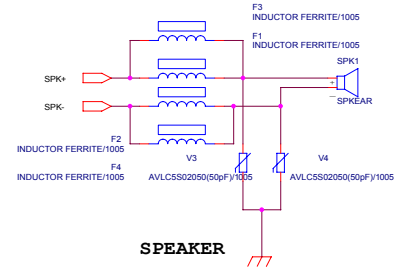 F3
INDUCTOR FERRITE/1005
F1
INDUCTOR FERRITE/1005
SPK1
SPK+
+
SPK-
_
SPKEAR
F2
INDUCTOR FERRITE/1005
F4
INDUCTOR FERRITE/1005
V3
AVLC5S02050(50pF)/1005
V4
AVLC5S02050(50pF)/1005
SPEAKER